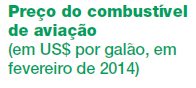 Preço do combustível
de aviação
(em US$ por galão, em
fevereiro de 2014)